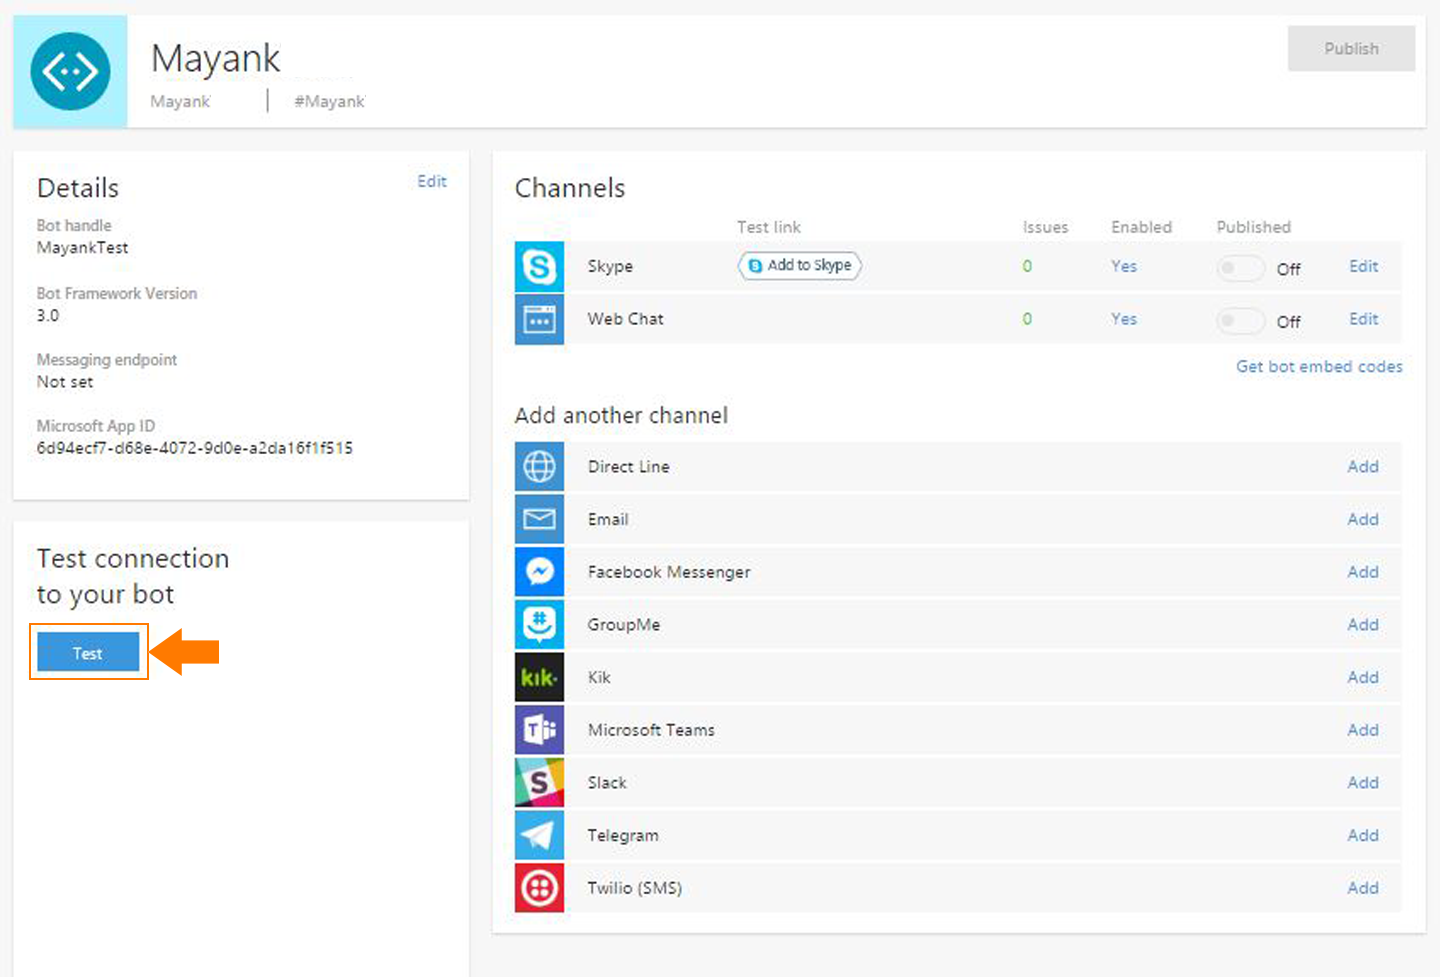 Mayank
Mayank | #Mayank
Publish
Details
Edit
Bot handle
MayankTest
Bot Framework Version
3.0
Messaging endpoint
Not set
Microsoft App ID
6d94ecf7-d68e-4072-9d0e-a2da16f1f515
Test connection
to your bot
Test
Channels
Test link Issues Enabled Published
Skype Add to Skype 0 Yes Off Edit
Web Chat 0 Yes Off Edit
Get bot embed codes
Add another channel
Direct Line Add
Email Add
Facebook Messenger Add
GroupMe Add
kik. Kik Add
Microsoft Teams Add
Slack Add
Telegram Add
Twilio (SMS) Add